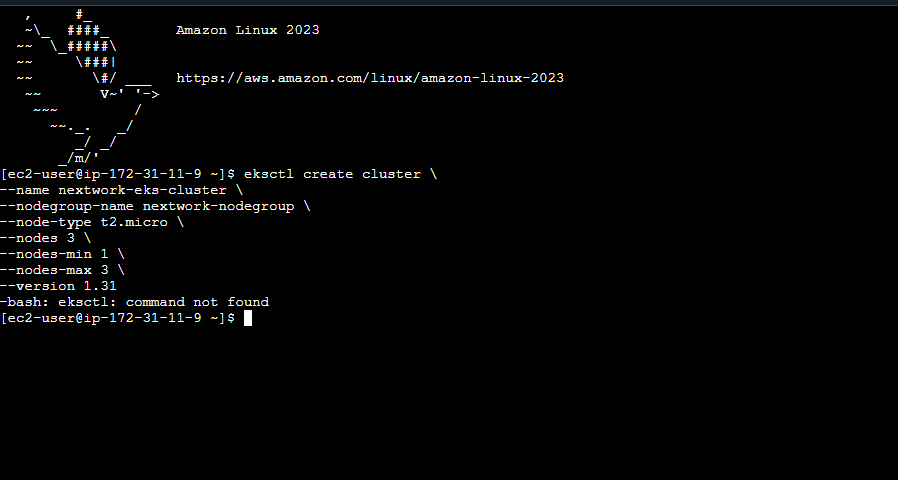 ,     #_
   ~\_  ####_        Amazon Linux 2023
  ~~  \_#####\
  ~~     \###|
  ~~       \#/ ___   https://aws.amazon.com/linux/amazon-linux-2023
   ~~       V~' '->
    ~~~         /
      ~~._.   _/
         _/ _/
       _/m/'
[ec2-user@ip-172-31-11-9 ~]$ eksctl create cluster \
--name nextwork-eks-cluster \
--nodegroup-name nextwork-nodegroup \
--node-type t2.micro \
--nodes 3 \
--nodes-min 1 \
--nodes-max 3 \
--version 1.31
-bash: eksctl: command not found
[ec2-user@ip-172-31-11-9 ~]$